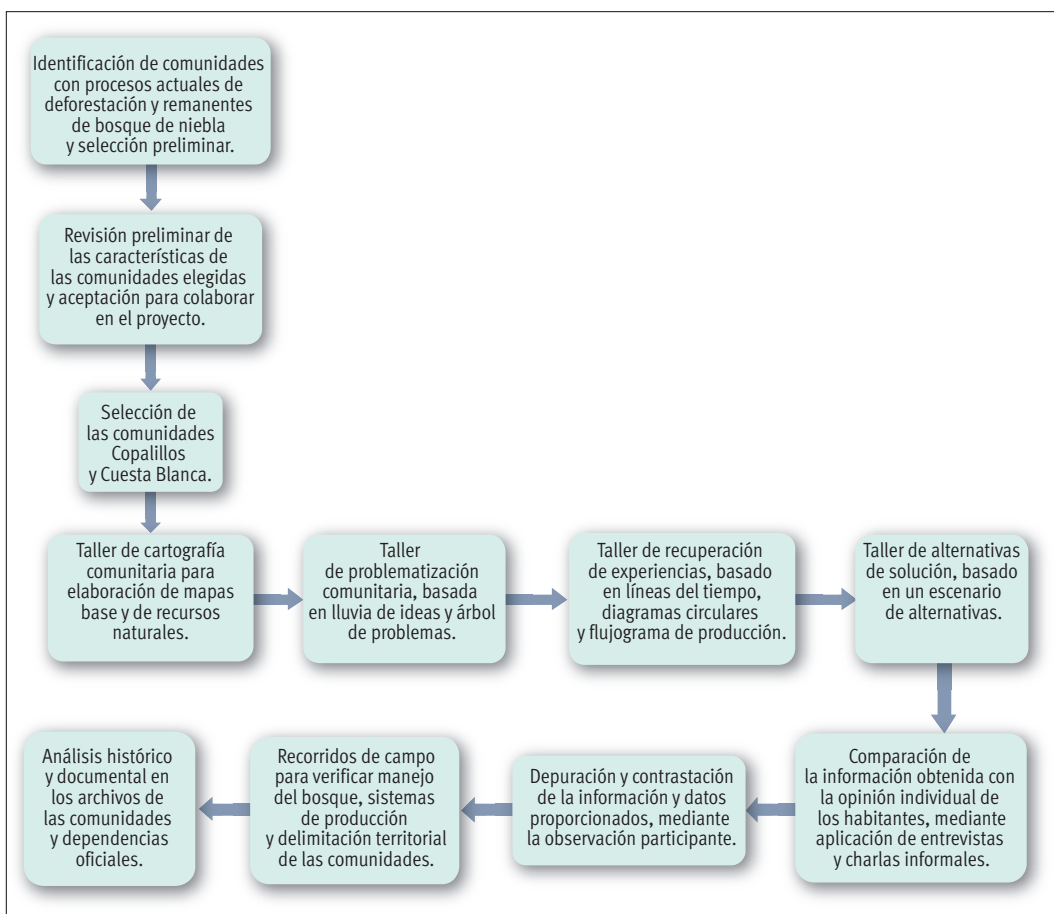 Identificación de comunidades
con procesos actuales de
deforestación y remanentes
de bosque de niebla
y selección preliminar.
Revisión preliminar de
las características de
las comunidades elegidas
y aceptación para colaborar
en el proyecto.
Selección de
las comunidades
Copalillos
y Cuesta Blanca.
Taller de cartografía
comunitaria para
elaboración de mapas
base y de recursos
naturales.
Taller
de problematización
comunitaria, basada
en lluvia de ideas y árbol
de problemas.
Taller de recuperación
de experiencias, basado
en líneas del tiempo,
diagramas circulares
y flujograma de producción.
Taller de alternativas
de solución, basado
en un escenario
de alternativas.
Comparación de
la información obtenida con
la opinión individual de
los habitantes, mediante
aplicación de entrevistas
y charlas informales.
Depuración y contrastación
de la información y datos
proporcionados, mediante
la observación participante.
Recorridos de campo
para verificar manejo
del bosque, sistemas
de producción
y delimitación territorial
de las comunidades.
Análisis histórico
y documental en
los archivos de
las comunidades
y dependencias
oficiales.